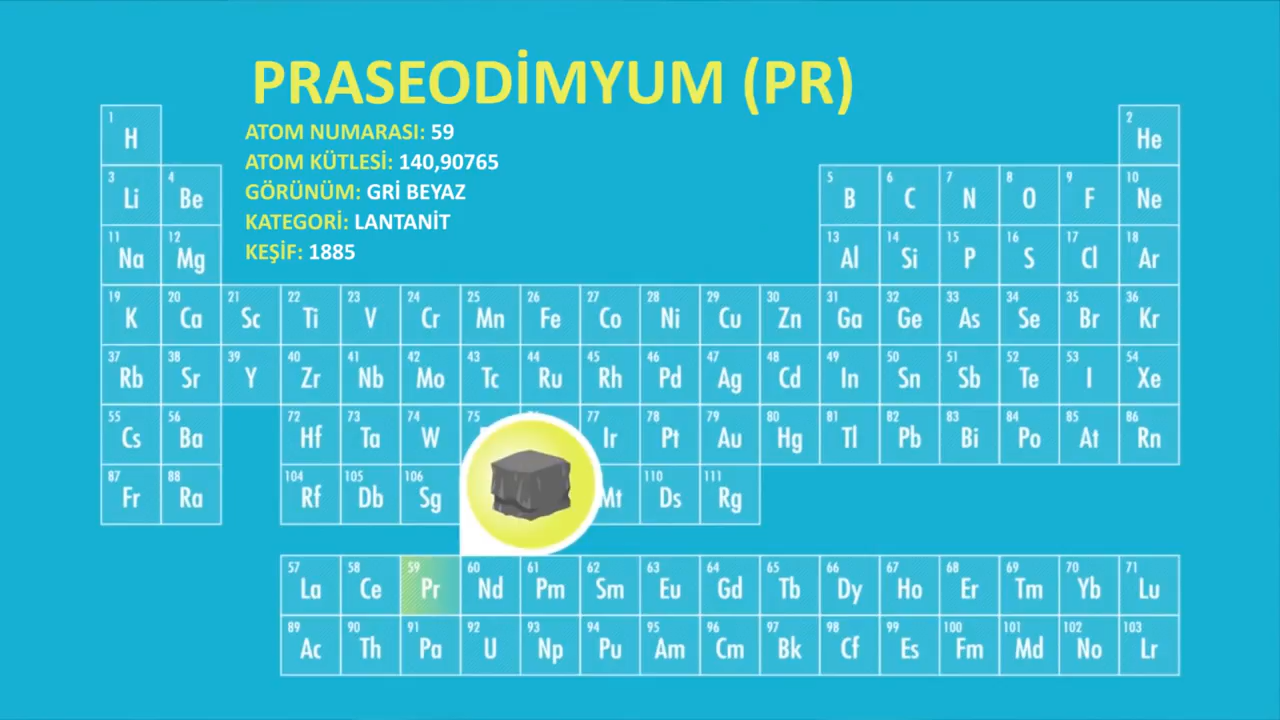 PRASEODİMYUM (PR)
ATOM NUMARASI: 59
ATOM KÜTLESİ: 140,90765
GÖRÜNÜM: GRİ BEYAZ
KATEGORİ: LANTANİT
KEŞİF: 1885
1 H 2 He
3 Li 4 Be 5 B 6 C 7 N 8 O 9 F 10 Ne
11 Na 12 Mg 13 Al 14 Si 15 P 16 S 17 Cl 18 Ar
19 K 20 Ca 21 Sc 22 Ti 23 V 24 Cr 25 Mn 26 Fe 27 Co 28 Ni 29 Cu 30 Zn 31 Ga 32 Ge 33 As 34 Se 35 Br 36 Kr
37 Rb 38 Sr 39 Y 40 Zr 41 Nb 42 Mo 43 Tc 44 Ru 45 Rh 46 Pd 47 Ag 48 Cd 49 In 50 Sn 51 Sb 52 Te 53 I 54 Xe
55 Cs 56 Ba 72 Hf 73 Ta 74 W 75 77 Ir 78 Pt 79 Au 80 Hg 81 Tl 82 Pb 83 Bi 84 Po 85 At 86 Rn
87 Fr 88 Ra 104 Rf 105 Db 106 Sg Mt 110 Ds 111 Rg
57 La 58 Ce 59 Pr 60 Nd 61 Pm 62 Sm 63 Eu 64 Gd 65 Tb 66 Dy 67 Ho 68 Er 69 Tm 70 Yb 71 Lu
89 Ac 90 Th 91 Pa 92 U 93 Np 94 Pu 95 Am 96 Cm 97 Bk 98 Cf 99 Es 100 Fm 101 Md 102 No 103 Lr